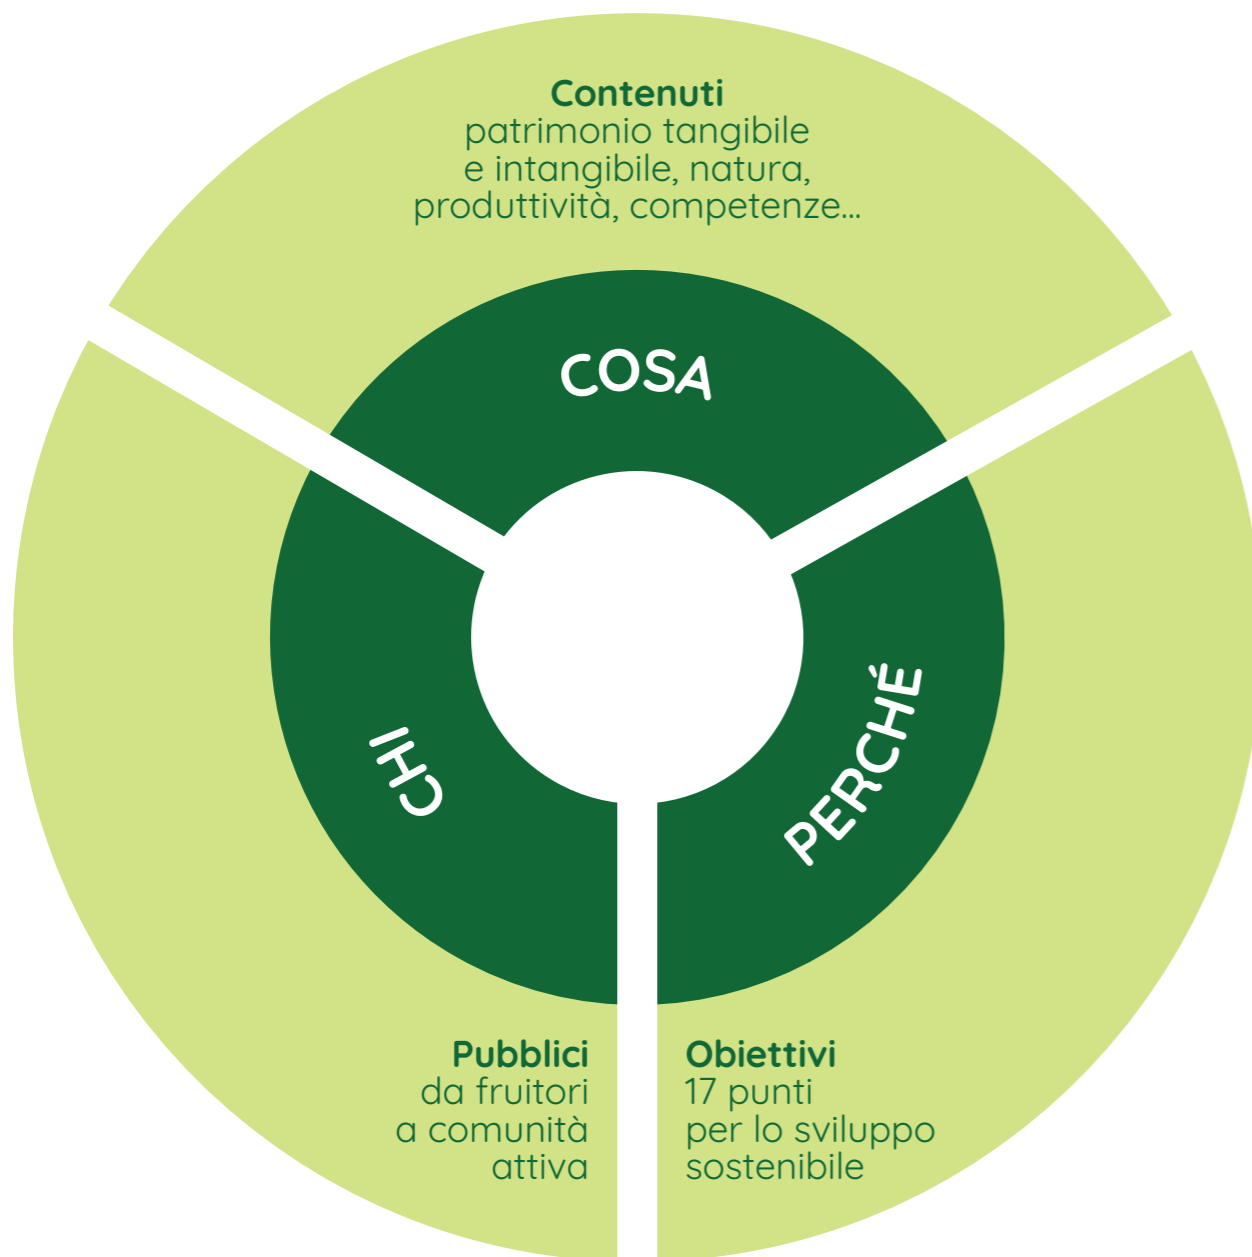 Contenuti
patrimonio tangibile
e intangibile, natura,
produttività, competenze...
COSA
CHI
PERCHÉ
Pubblici
da fruitori
a comunità
attiva
Obiettivi
17 punti
per lo sviluppo
sostenibile